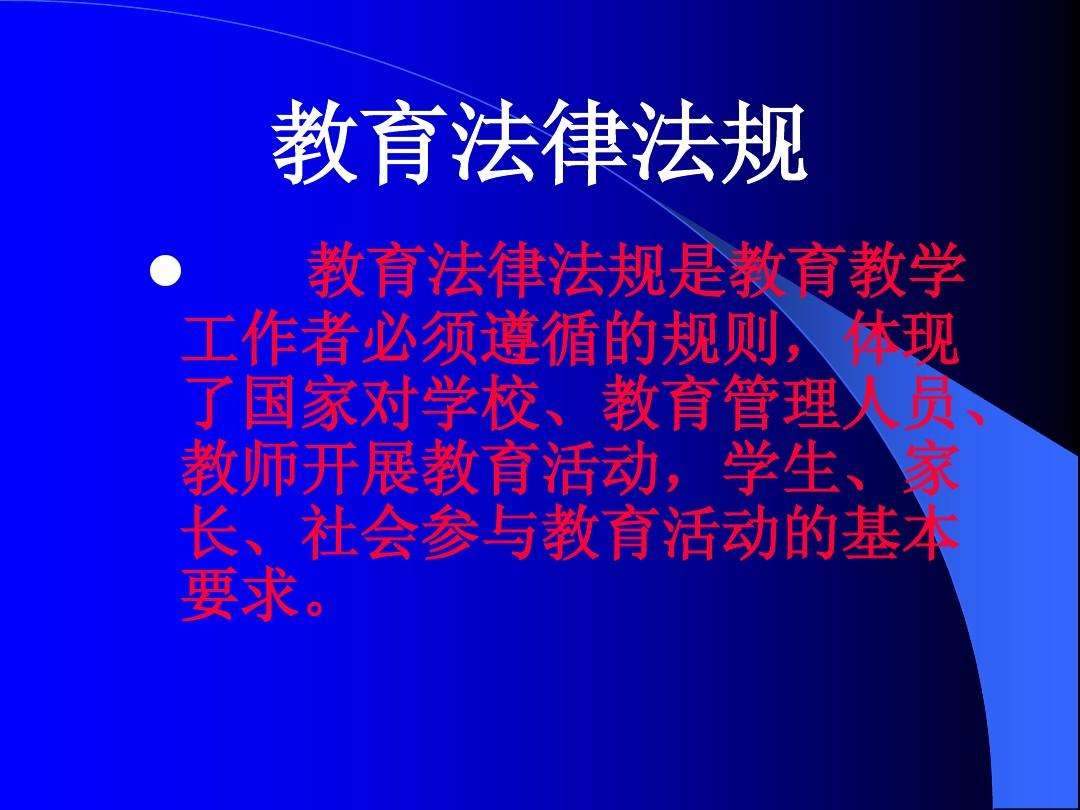 教育法律法规
教育法律法规是教育教学
工作者必须遵循的规则，体现
了国家对学校、教育管理人员、
教师开展教育活动，学生、家
长、社会参与教育活动的基本
要求。